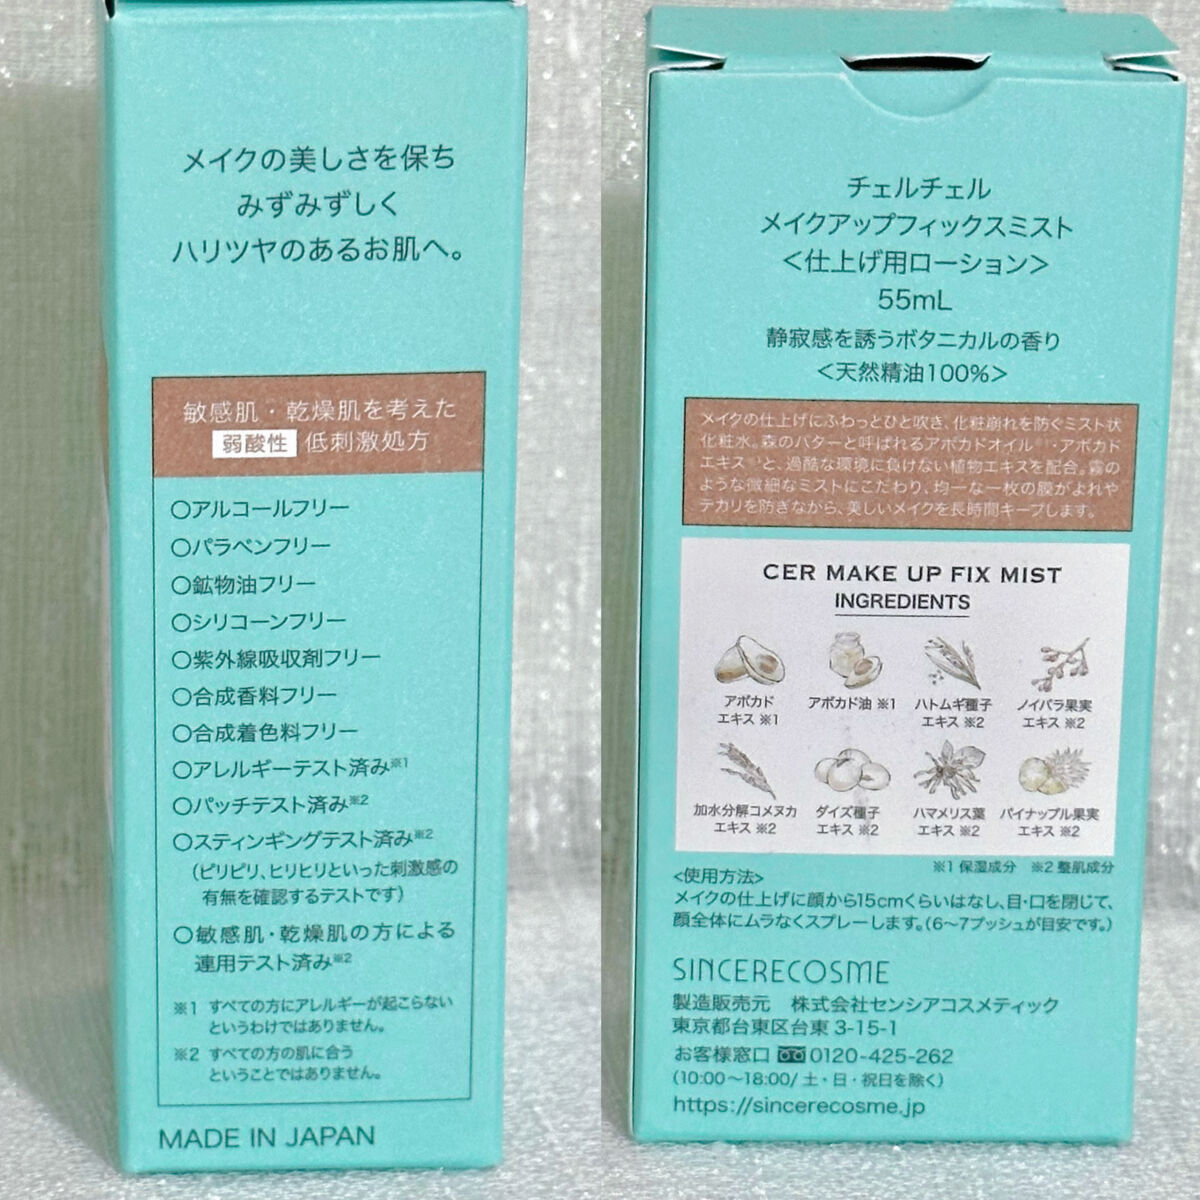 メイクの美しさを保ち
みずみずしく
ハリツヤのあるお肌へ。
敏感肌・乾燥肌を考えた
弱酸性 低刺激処方
○アルコールフリー
○パラベンフリー
○鉱物油フリー
○シリコーンフリー
○紫外線吸収剤フリー
○合成香料フリー
○合成着色料フリー
○アレルギーテスト済み※1
○パッチテスト済み※2
○スティンギングテスト済み※2
（ピリピリ、ヒリヒリといった刺激感の
有無を確認するテストです）
○敏感肌・乾燥肌の方による
連用テスト済み※2
※1 すべての方にアレルギーが起こらない
というわけではありません。
※2 すべての方の肌に合う
ということではありません。
MADE IN JAPAN
チェルチェル
メイクアップフィックスミスト
＜仕上げ用ローション＞
55mL
静寂感を誘うボタニカルの香り
＜天然精油100%＞
メイクの仕上げにふわっとひと吹き、化粧崩れを防ぐミスト状
化粧水。森のバターと呼ばれるアボカドオイル・アボカド
エキスと、過酷な環境に負けない植物エキスを配合。霧の
ような微細なミストにこだわり、均一な一枚の膜がよれや
テカリを防ぎながら、美しいメイクを長時間キープします。
CER MAKE UP FIX MIST
INGREDIENTS
アボカド
エキス ※1
アボカド油 ※1
ハトムギ種子
エキス ※2
ノイバラ果実
エキス ※2
加水分解コメヌカ
エキス ※2
ダイズ種子
エキス ※2
ハマメリス葉
エキス ※2
パイナップル果実
エキス ※2
※1 保湿成分 ※2 整肌成分
<使用方法>
メイクの仕上げに顔から15cmくらいはなし、目・口を閉じて、
顔全体にムラなくスプレーします。（6〜7プッシュが目安です。）
SINCERECOSME
製造販売元 株式会社センシアコスメティック
東京都台東区台東 3-15-1
お客様窓口 0120-425-262
（10:00〜18:00/ 土・日・祝日を除く）
https://sincerecosme.jp